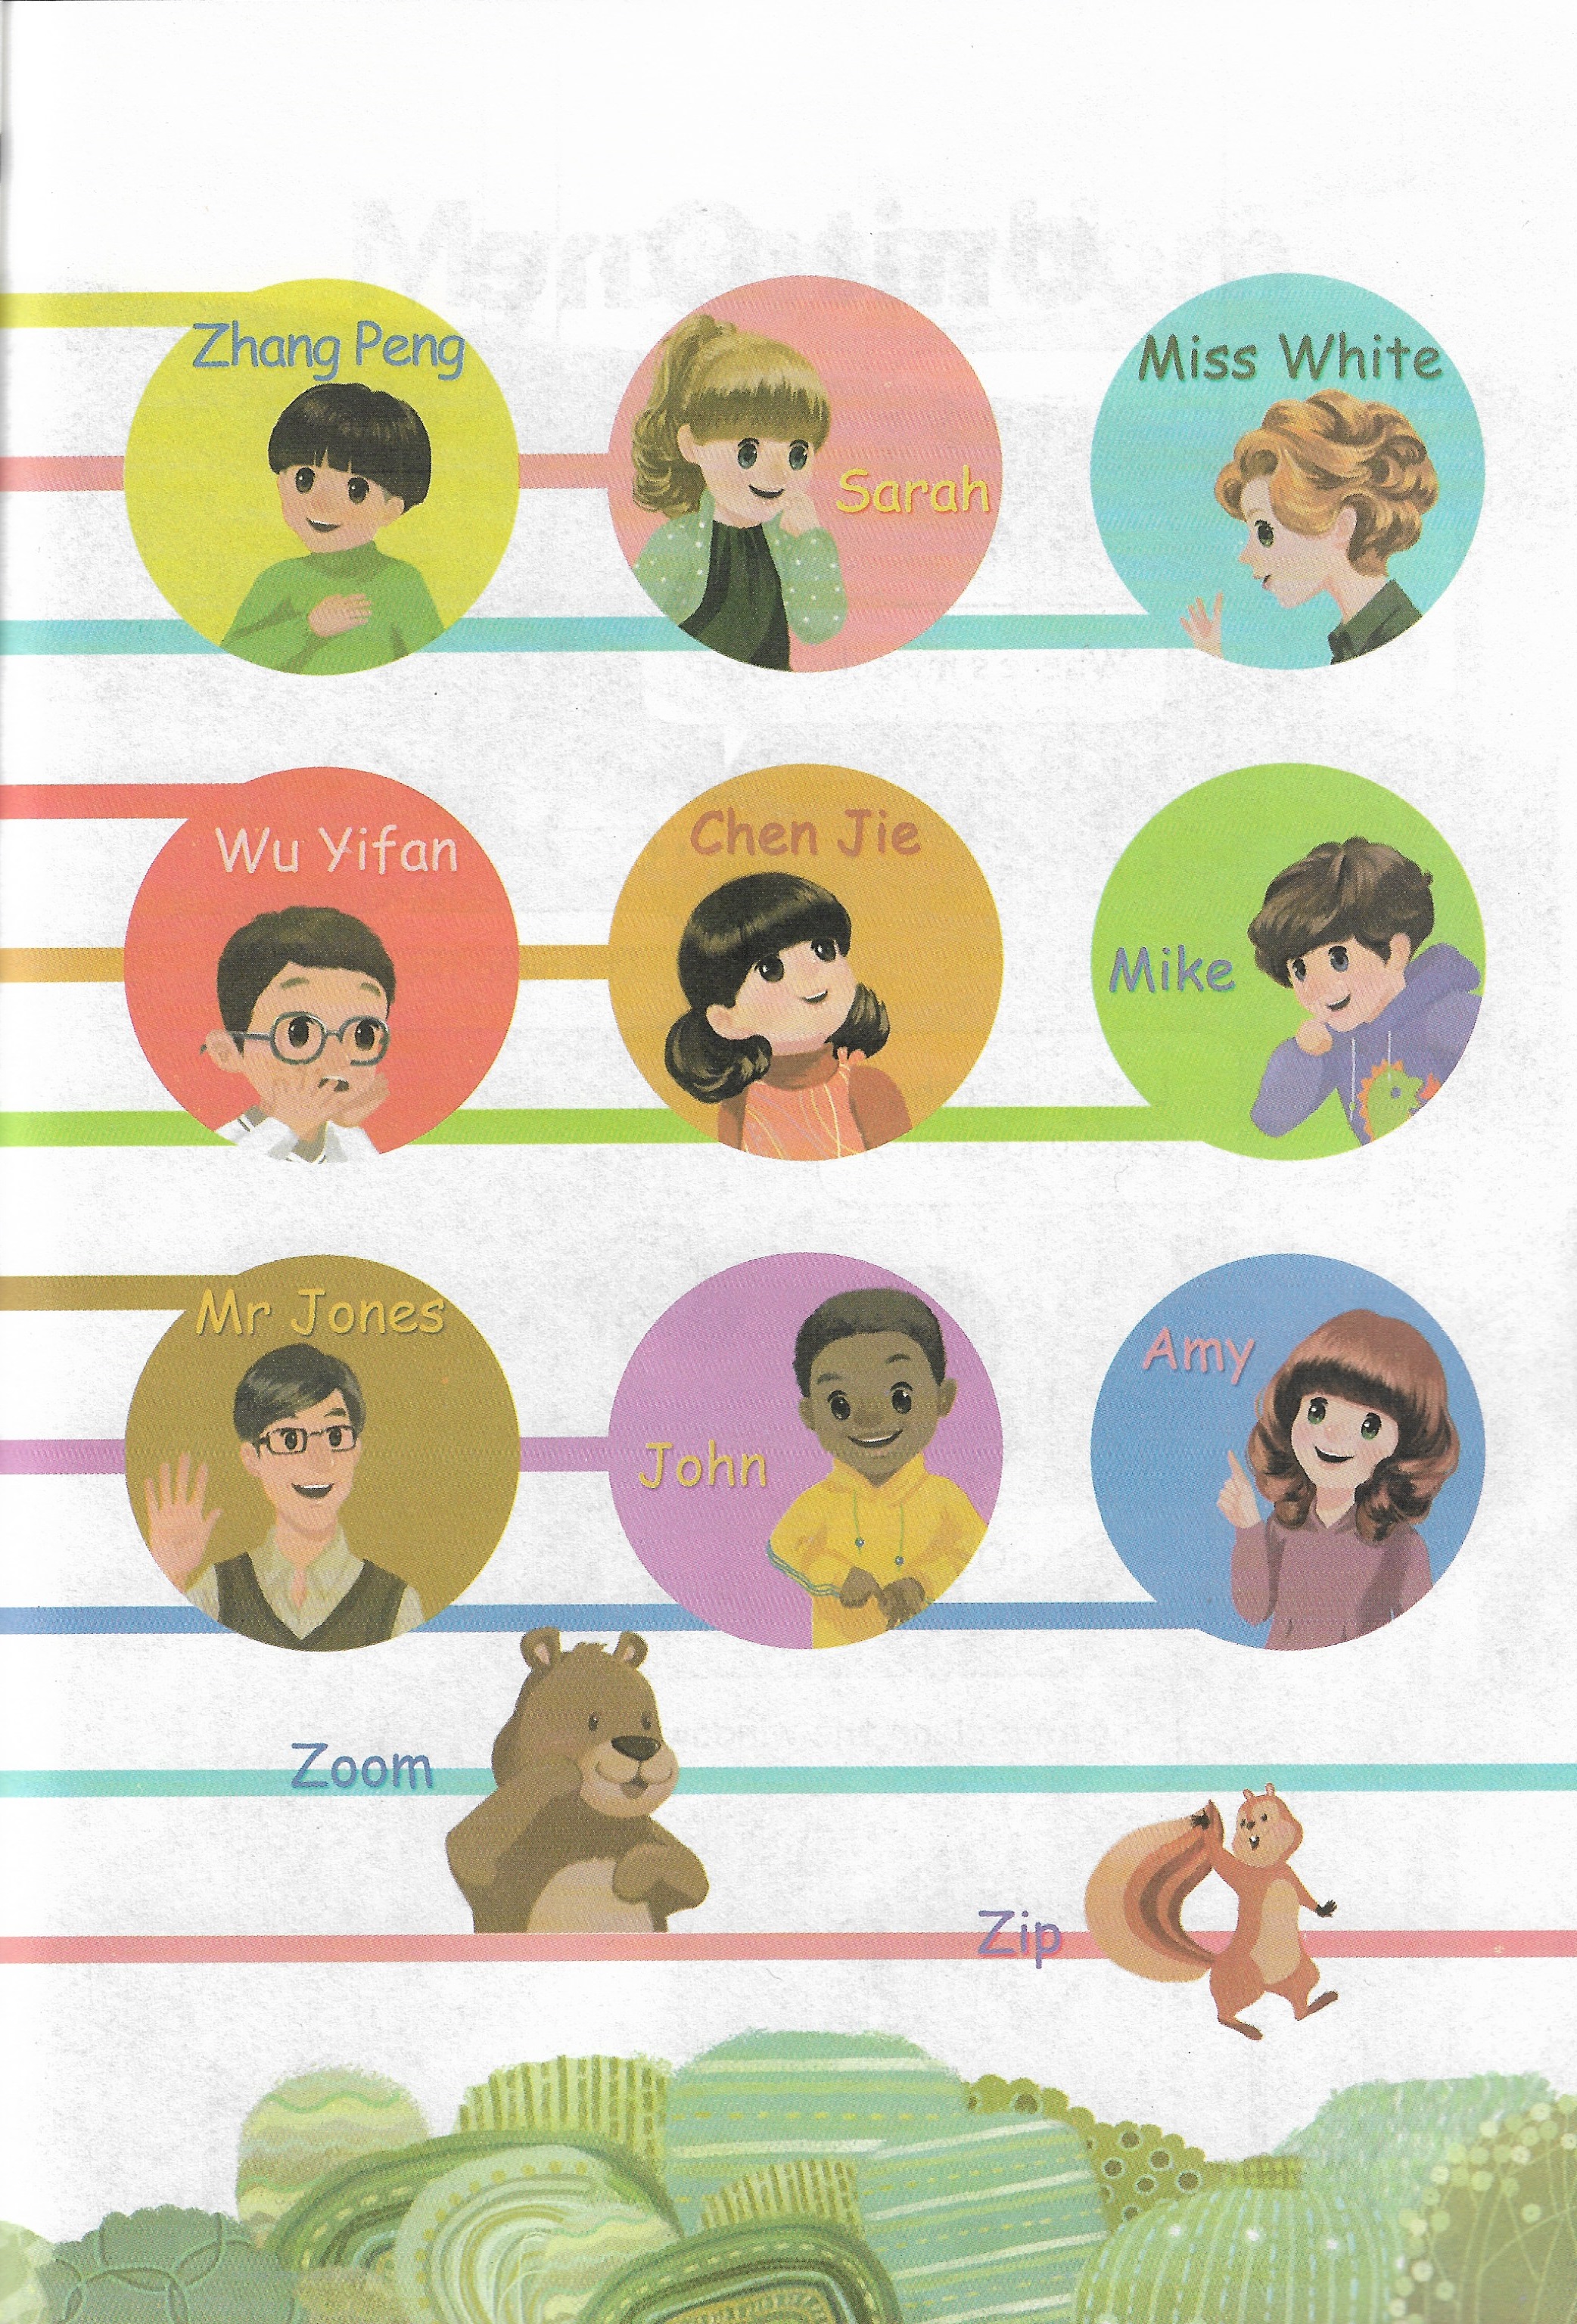 Zhang Peng
Sarah
Miss White
Wu Yifan
Chen Jie
Mike
Mr Jones
John
Amy
Zoom
Zip